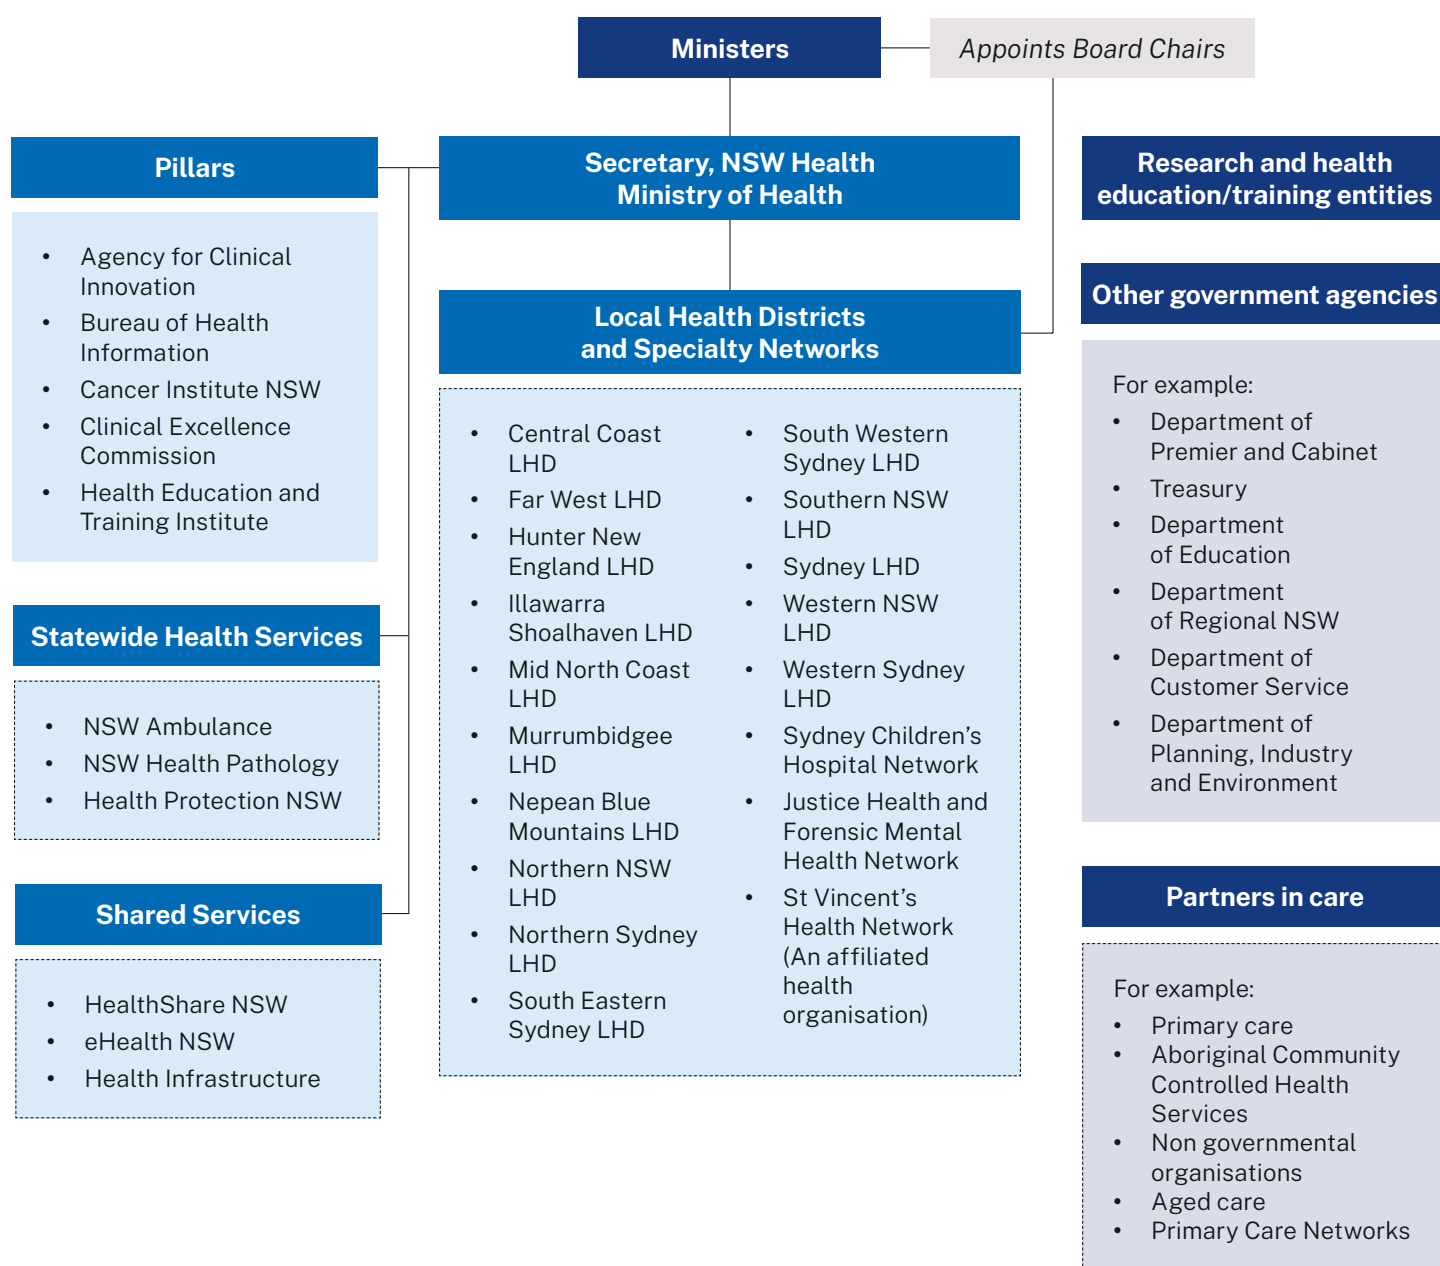 Ministers
Appoints Board Chairs
Pillars
• Agency for Clinical
Innovation
• Bureau of Health
Information
• Cancer Institute NSW
• Clinical Excellence
Commission
• Health Education and
Training Institute
Statewide Health Services
• NSW Ambulance
• NSW Health Pathology
• Health Protection NSW
Shared Services
• HealthShare NSW
• eHealth NSW
• Health Infrastructure
Secretary, NSW Health
Ministry of Health
Local Health Districts
and Specialty Networks
• Central Coast
LHD
• Far West LHD
• Hunter New
England LHD
• Illawarra
Shoalhaven LHD
• Mid North Coast
LHD
• Murrumbidgee
LHD
• Nepean Blue
Mountains LHD
• Northern NSW
LHD
• Northern Sydney
LHD
• South Eastern
Sydney LHD
• South Western
Sydney LHD
• Southern NSW
LHD
• Sydney LHD
• Western NSW
LHD
• Western Sydney
LHD
• Sydney Children’s
Hospital Network
• Justice Health and
Forensic Mental
Health Network
• St Vincent’s
Health Network
(An affiliated
health
organisation)
Research and health
education/training entities
Other government agencies
For example:
• Department of
Premier and Cabinet
• Treasury
• Department
of Education
• Department
of Regional NSW
• Department of
Customer Service
• Department of
Planning, Industry
and Environment
Partners in care
For example:
• Primary care
• Aboriginal Community
Controlled Health
Services
• Non governmental
organisations
• Aged care
• Primary Care Networks